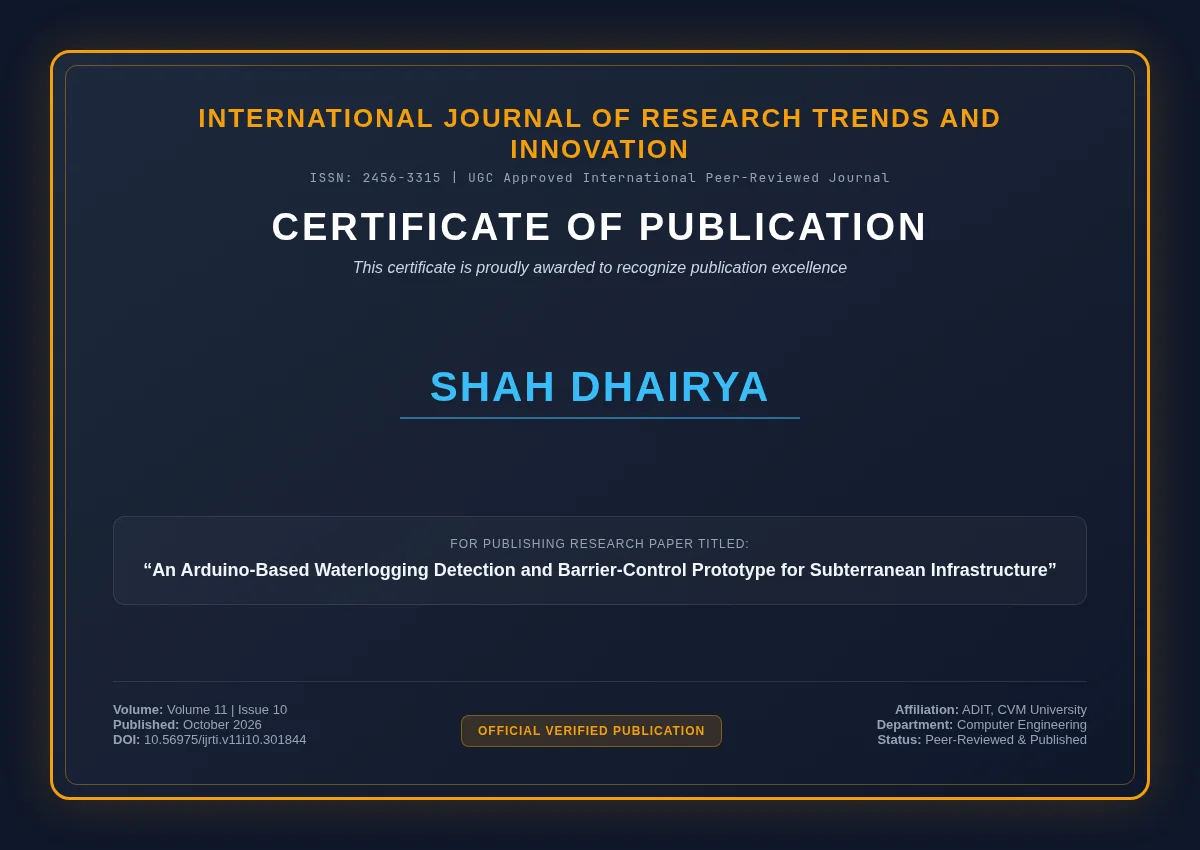 INTERNATIONAL JOURNAL OF RESEARCH TRENDS AND
INNOVATION
ISSN: 2456-3315 | UGC Approved International Peer-Reviewed Journal
CERTIFICATE OF PUBLICATION
This certificate is proudly awarded to recognize publication excellence
SHAH DHAIRYA
FOR PUBLISHING RESEARCH PAPER TITLED:
“An Arduino-Based Waterlogging Detection and Barrier-Control Prototype for Subterranean Infrastructure”
Volume: Volume 11 | Issue 10
Published: October 2026
DOI: 10.56975/ijrti.v11i10.301844
OFFICIAL VERIFIED PUBLICATION
Affiliation: ADIT, CVM University
Department: Computer Engineering
Status: Peer-Reviewed & Published